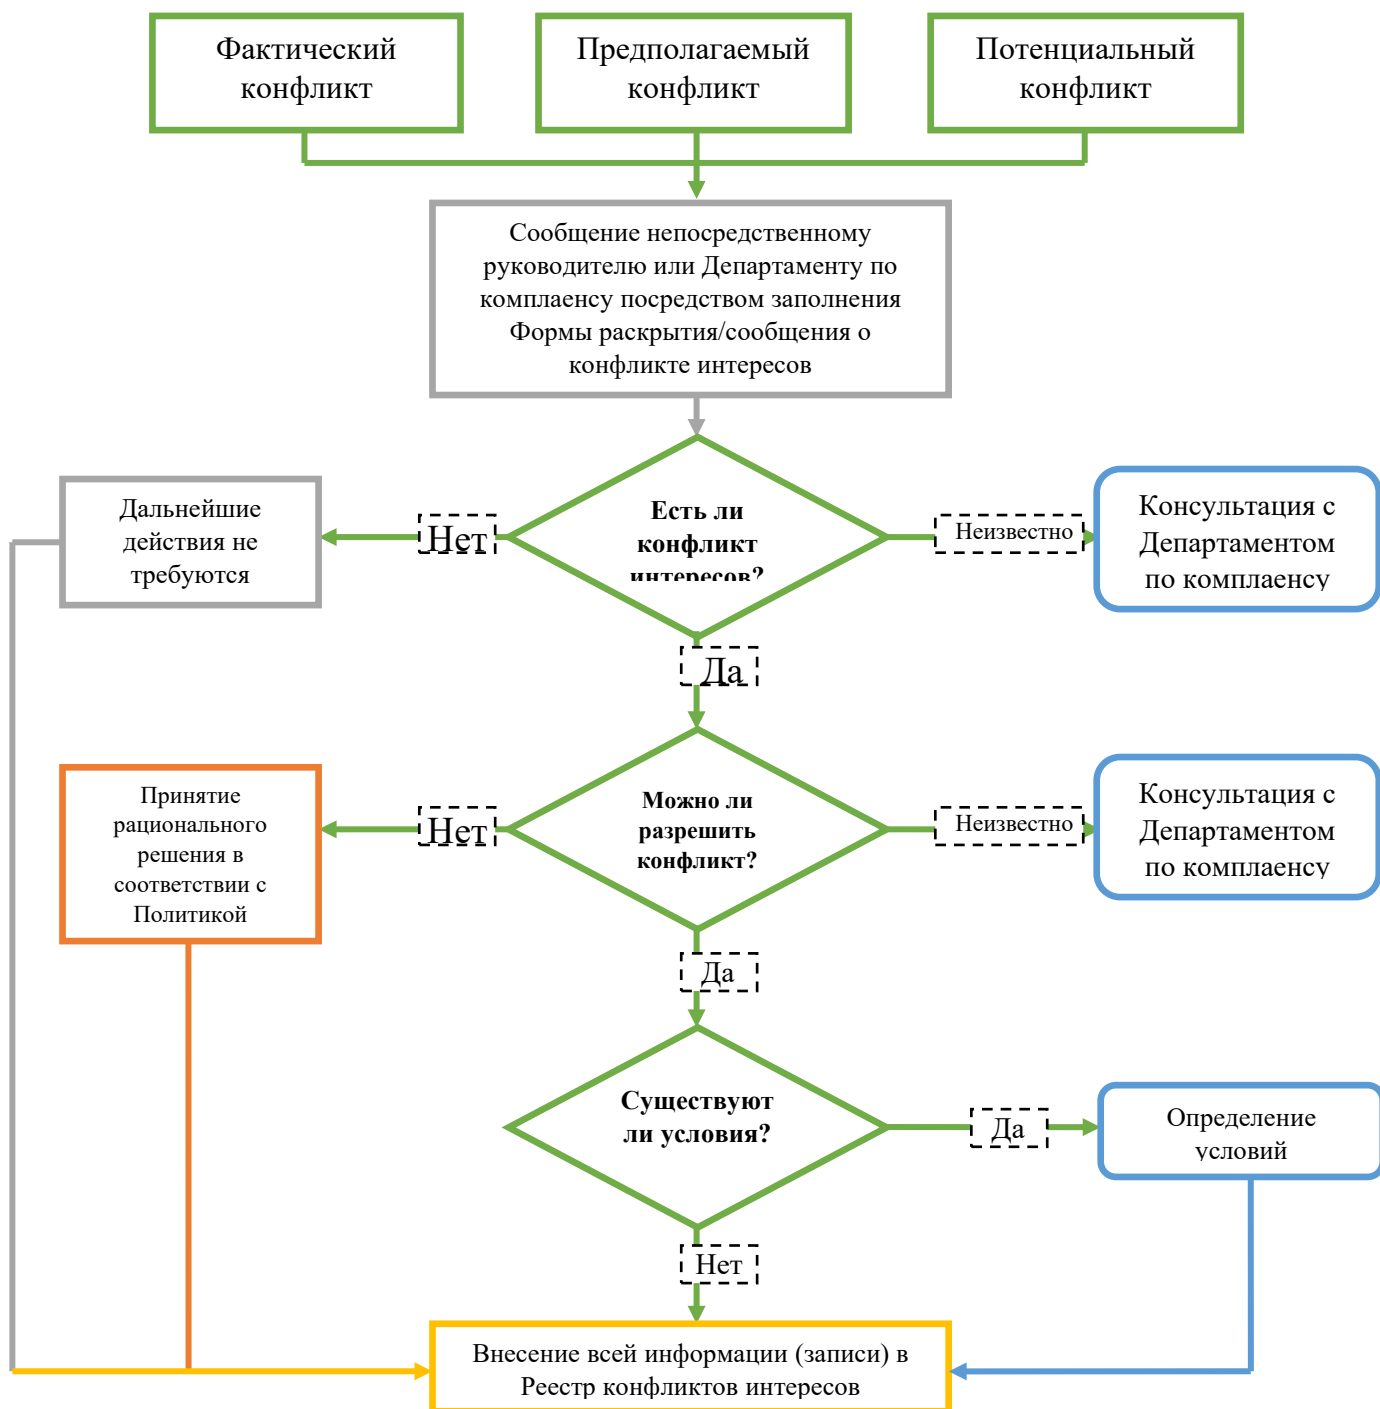 Фактический
конфликт
Предполагаемый
конфликт
Потенциальный
конфликт
Сообщение непосредственному
руководителю или Департаменту по
комплаенсу посредством заполнения
Формы раскрытия/сообщения о
конфликте интересов
Дальнейшие
действия не
требуются
Нет
Есть ли
конфликт
интересов?
Неизвестно
Консультация с
Департаментом
по комплаенсу
Да
Принятие
рационального
решения в
соответствии с
Политикой
Нет
Можно ли
разрешить
конфликт?
Неизвестно
Консультация с
Департаментом
по комплаенсу
Да
Существуют
ли условия?
Да
Определение
условий
Нет
Внесение всей информации (записи) в
Реестр конфликтов интересов